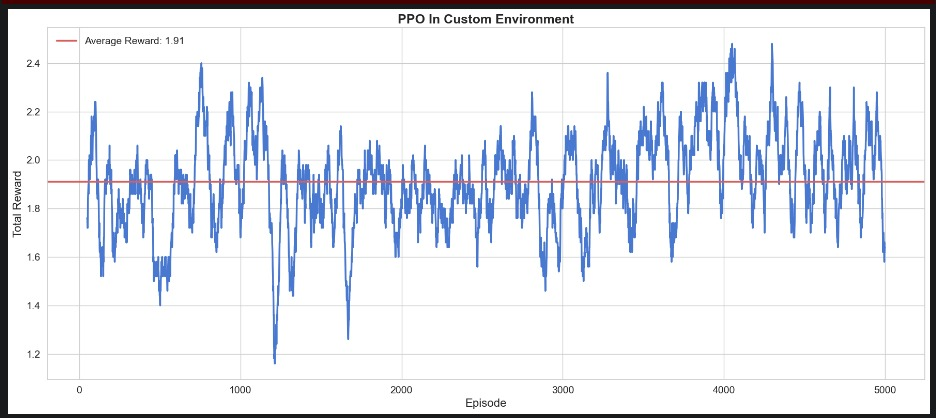 PPO In Custom Environment
Average Reward: 1.91
Total Reward
2.4
2.2
2.0
1.8
1.6
1.4
1.2
0 1000 2000 3000 4000 5000
Episode